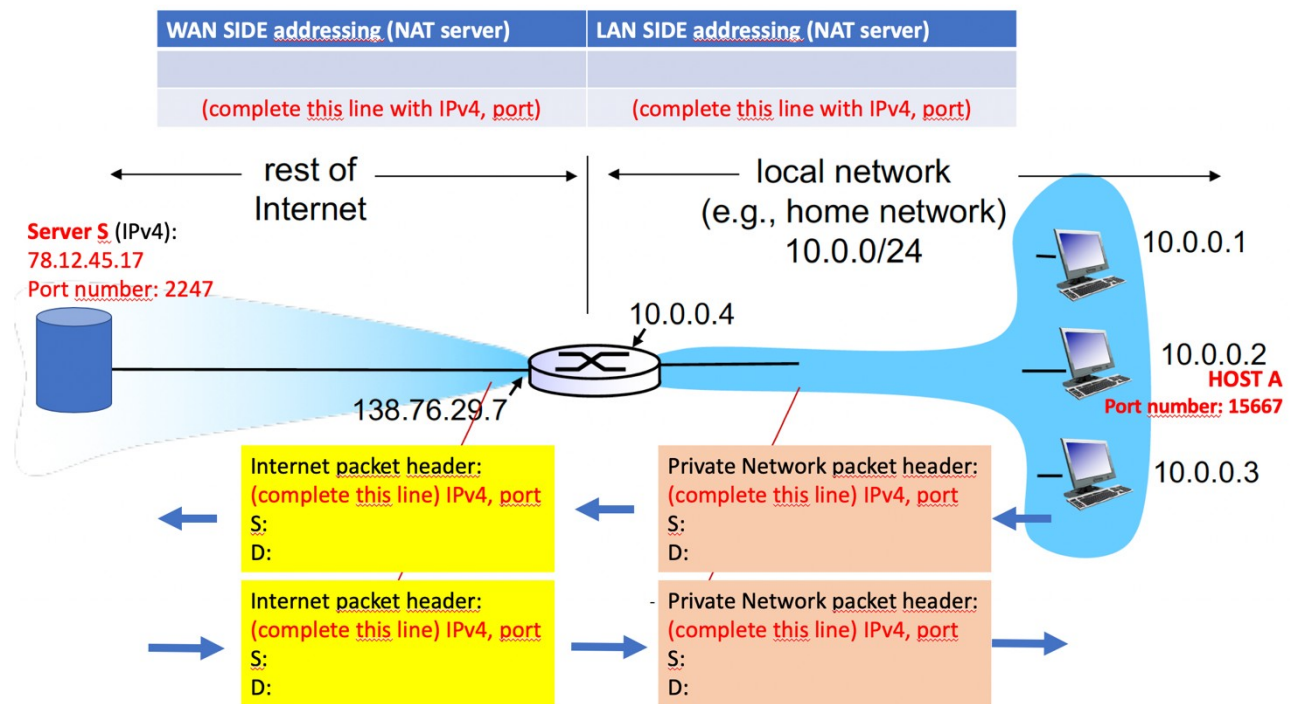 WAN SIDE addressing (NAT server)
LAN SIDE addressing (NAT server)
(complete this line with IPv4, port)
(complete this line with IPv4, port)
rest of
Internet
local network
(e.g., home network)
10.0.0/24
Server S (IPv4):
78.12.45.17
Port number: 2247
10.0.0.1
10.0.0.4
10.0.0.2
HOST A
Port number: 15667
138.76.29.7
10.0.0.3
Internet packet header:
(complete this line) IPv4, port
S:
D:
Private Network packet header:
(complete this line) IPv4, port
S:
D:
Internet packet header:
(complete this line) IPv4, port
S:
D:
- Private Network packet header:
(complete this line) IPv4, port
S:
D: